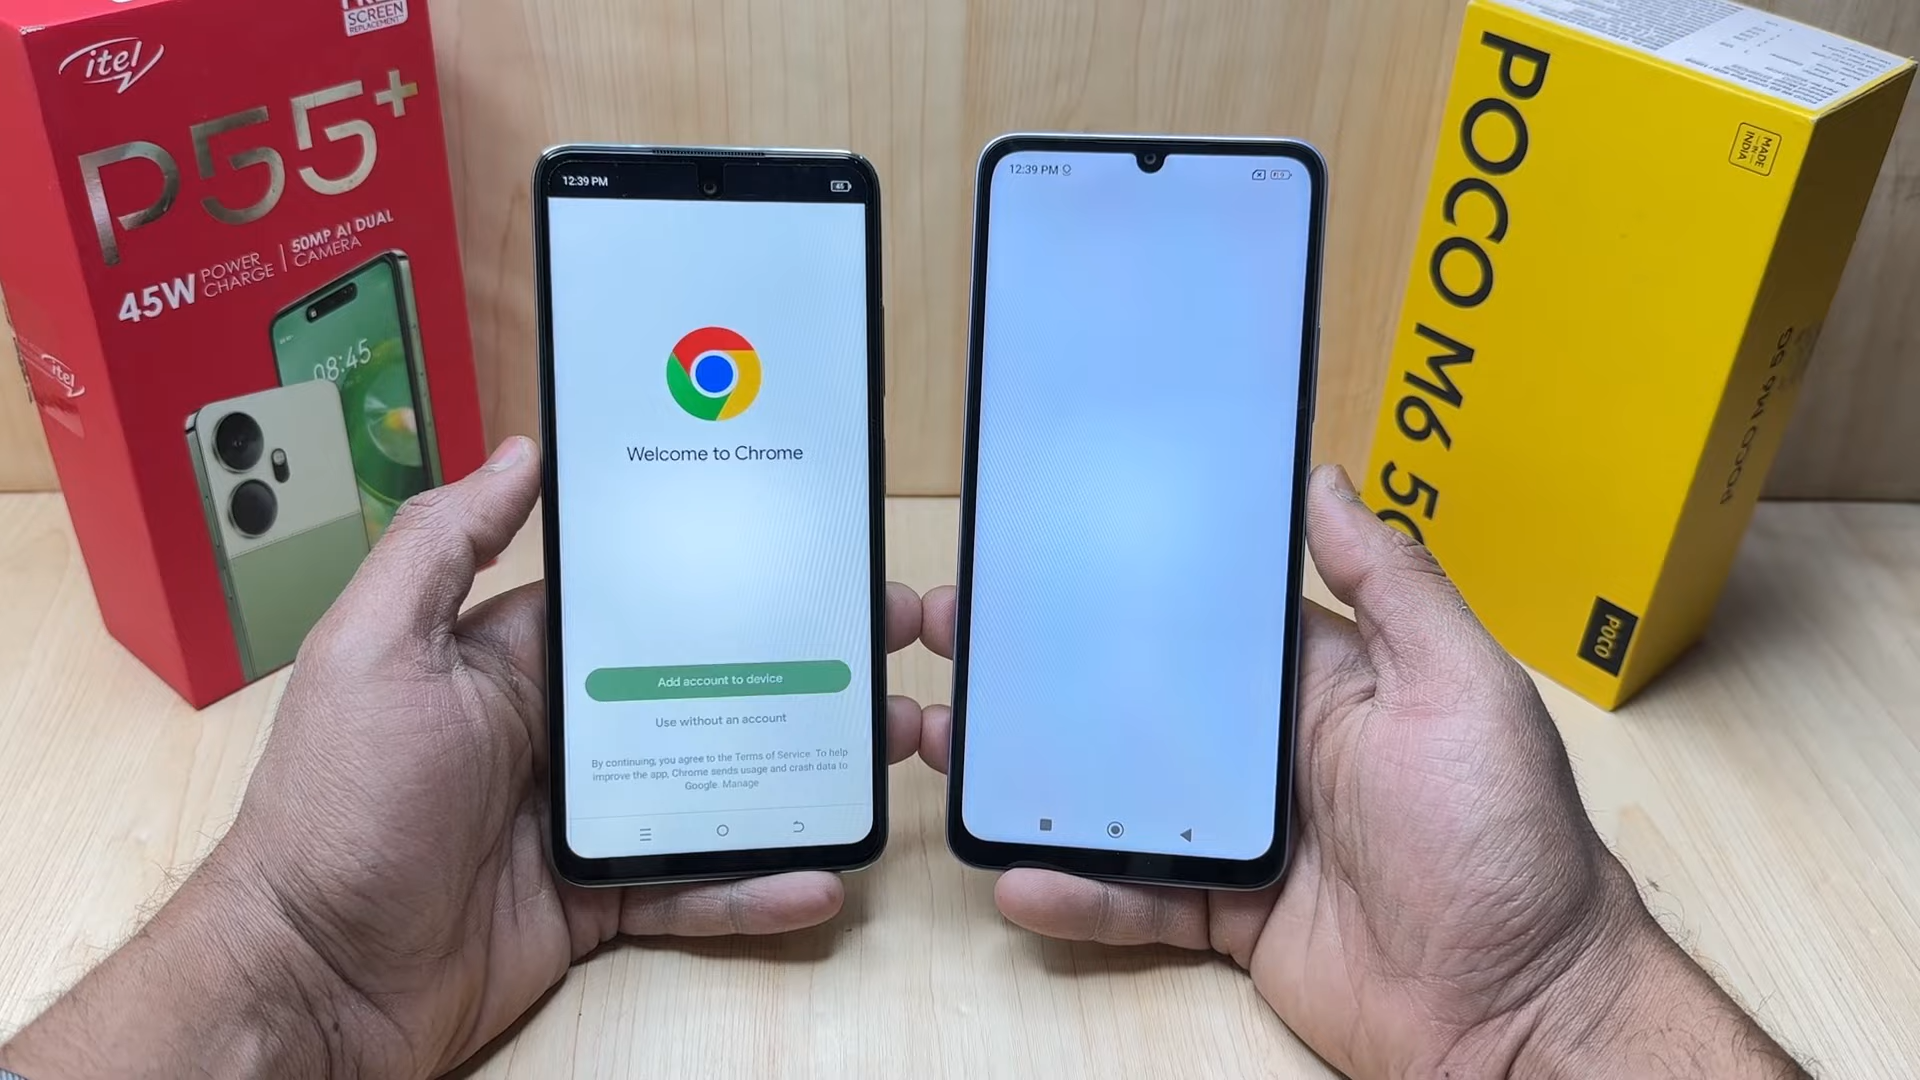 SCREEN
REPLACEMENT
itel
P55+
45W POWER CHARGE | 50MP AI DUAL CAMERA
08:45
itel
12:39 PM
45
Welcome to Chrome
Add account to device
Use without an account
By continuing, you agree to the Terms of Service. To help
improve the app, Chrome sends usage and crash data to
Google. Manage
12:39 PM
POCO M6 5G
MADE
IN
INDIA
POCO M6 5G
POCO